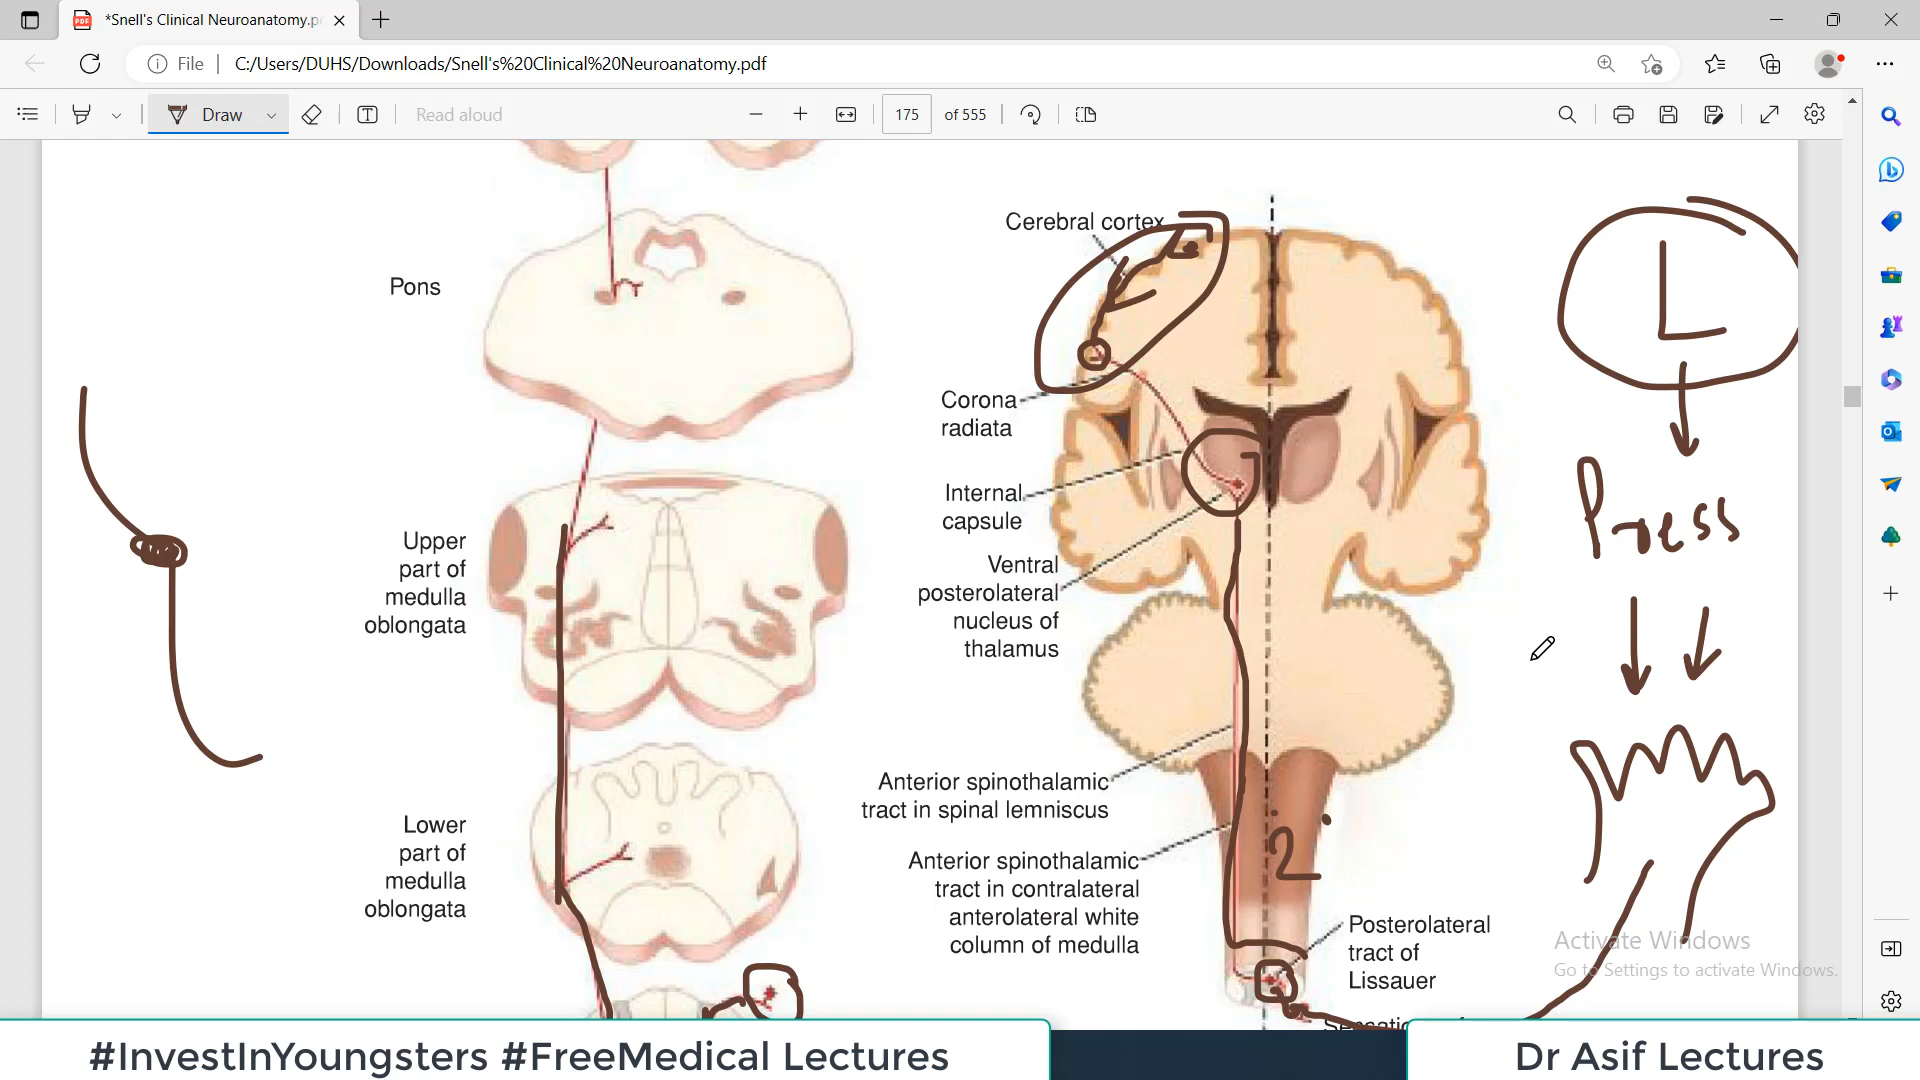 *Snell's Clinical Neuroanatomy.p
File
C:/Users/DUHS/Downloads/Snell's%20Clinical%20Neuroanatomy.pdf
Draw
Read aloud
175
of 555
Cerebral cortex
Pons
Corona
radiata
Internal
capsule
Ventral
posterolateral
nucleus of
thalamus
Upper
part of
medulla
oblongata
Anterior spinothalamic
tract in spinal lemniscus
Lower
part of
medulla
oblongata
Anterior spinothalamic
tract in contralateral
anterolateral white
column of medulla
Posterolateral
tract of
Lissauer
L
Press
2
Activate Windows
Go to Settings to activate Windows.
#InvestInYoungsters #FreeMedical Lectures
Dr Asif Lectures